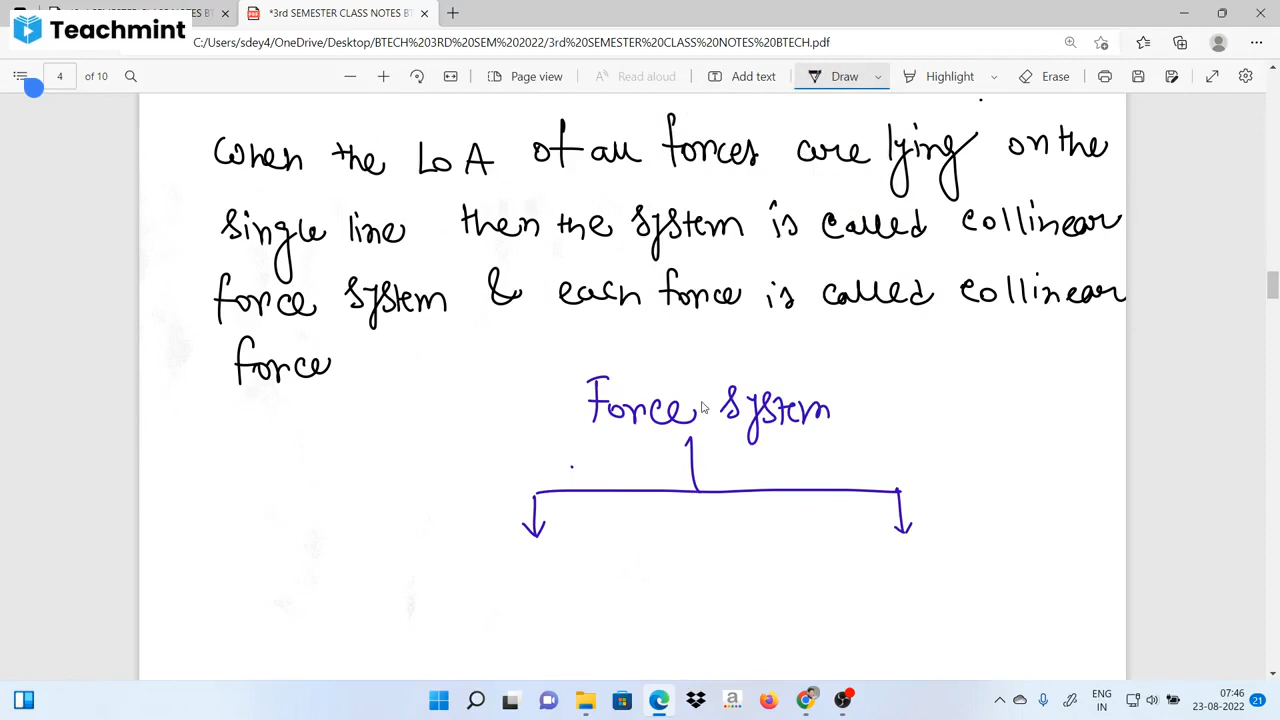 *3rd SEMESTER CLASS NOTES BT
Teachmint
C:/Users/sdey4/OneDrive/Desktop/BTECH%203RD%20SEM%202022/3rd%20SEMESTER%20CLASS%20NOTES%20BTECH.pdf
4 of 10 Page view Read aloud Add text Draw Highlight Erase
When the LoA of all forces are lying on the
single line then the system is called collinear
force system & each force is called collinear
force
Force system
ENG
IN
07:46
23-08-2022
21